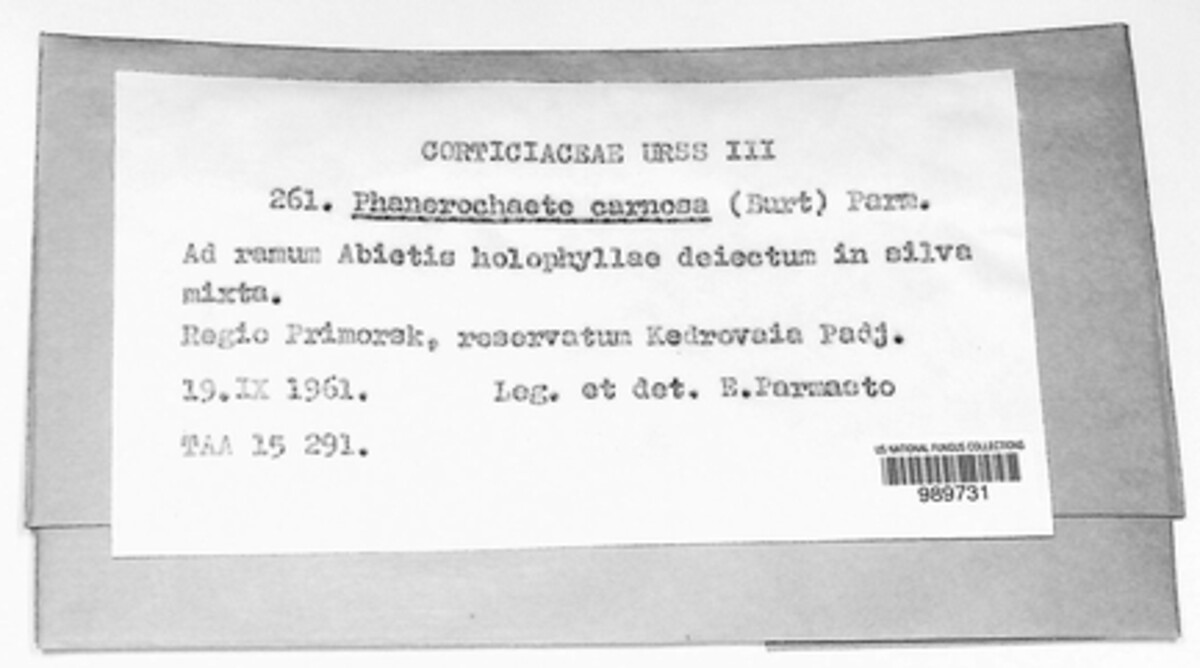 CORTICIACEAE URSS III
261. Phanerochaete carnosa (Burt) Parm.
Ad ramum Abietis holophyllae deiectum in silva
mixta.
Regio Primorsk, reservatum Kedrovaia Padj.
19.IX 1961. Leg. et det. E.Parmasto
TAA 15 291.
US NATIONAL FUNGUS COLLECTIONS
989731